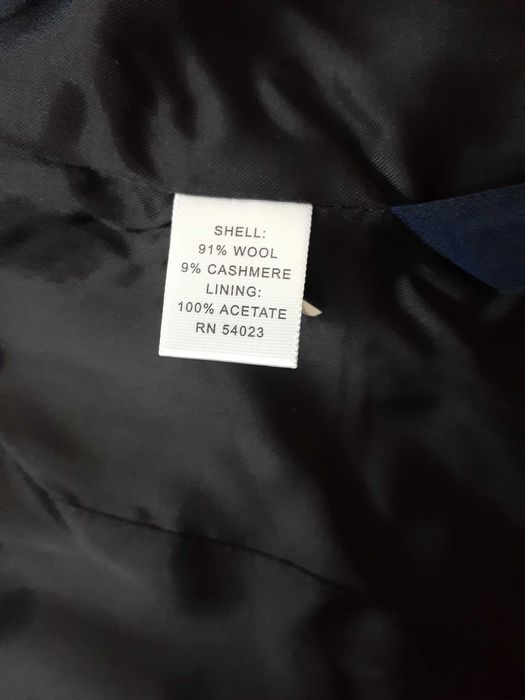 SHELL:
91% WOOL
9% CASHMERE
LINING:
100% ACETATE
RN 54023